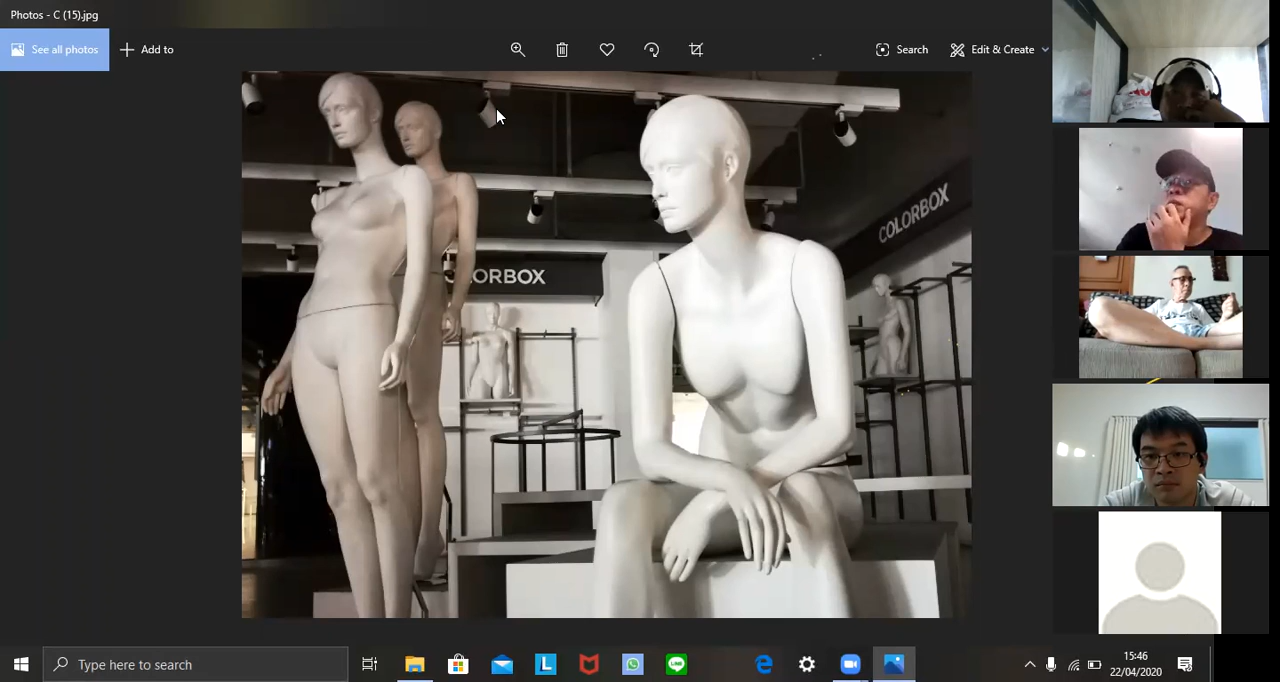 Photos - C (15).jpg
See all photos
Add to
Search
Edit & Create
COLORBOX
ORBOX
Type here to search
15:46
22/04/2020